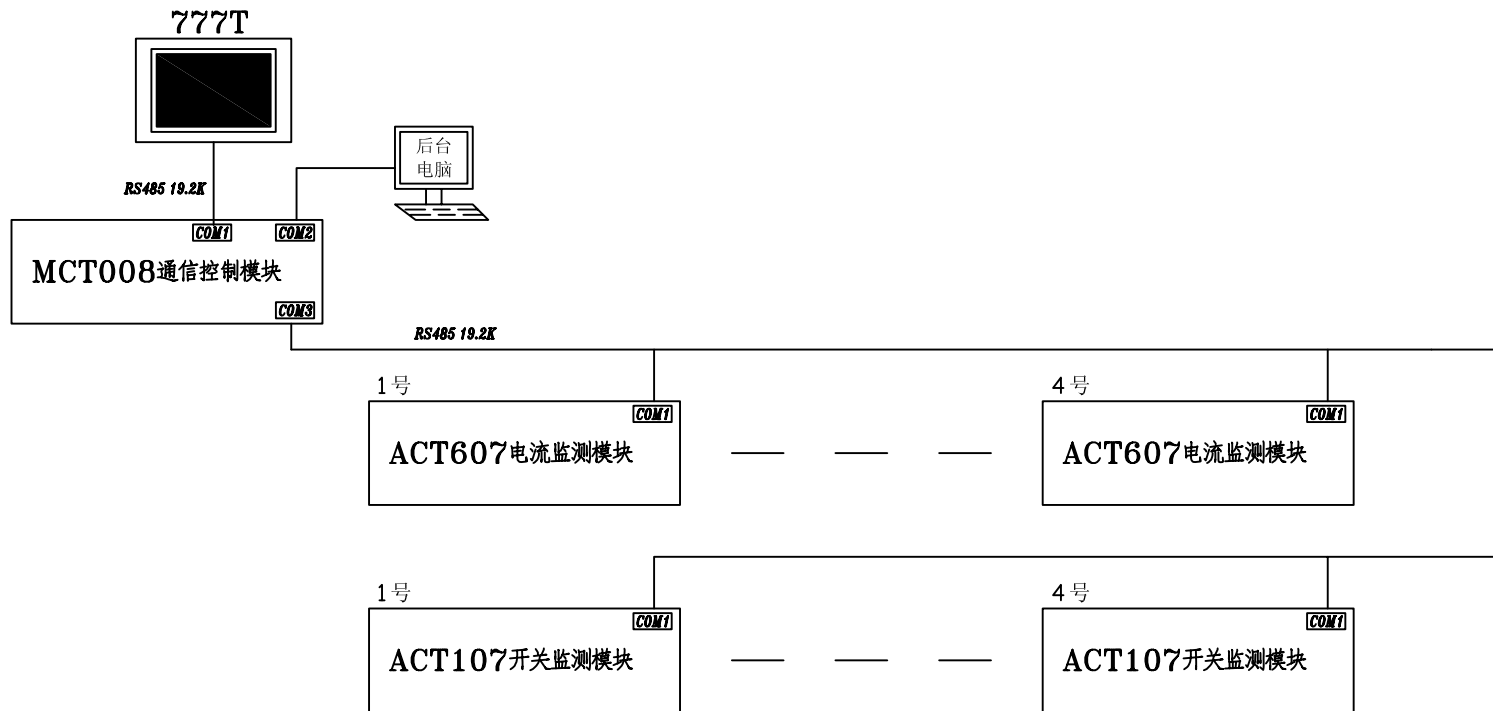 777T
后台
电脑
RS485 19.2K
COM1
COM2
MCT008通信控制模块
COM3
RS485 19.2K
1号
4号
COM1
COM1
ACT607电流监测模块
ACT607电流监测模块
1号
4号
COM1
COM1
ACT107开关监测模块
ACT107开关监测模块